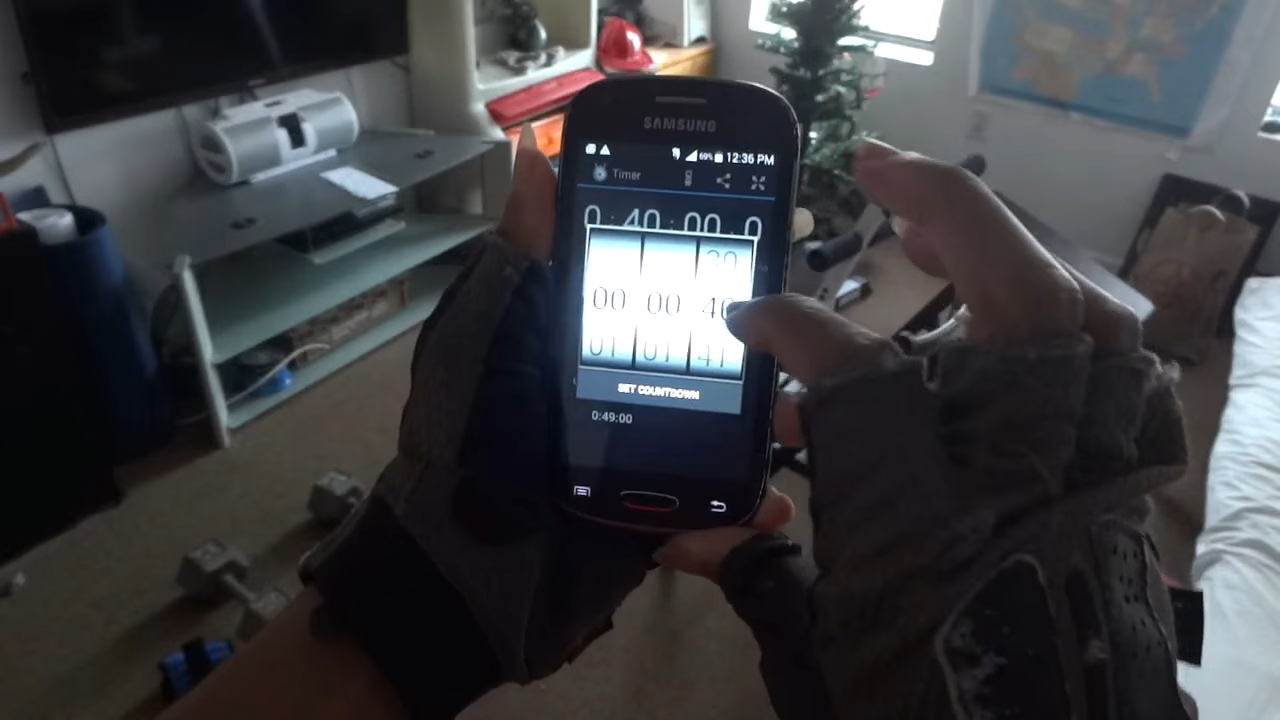 SAMSUNG
69% 12:36 PM
Timer
0:40:00.0
39
00 00 40
01 01 41
SET COUNTDOWN
0:49:00